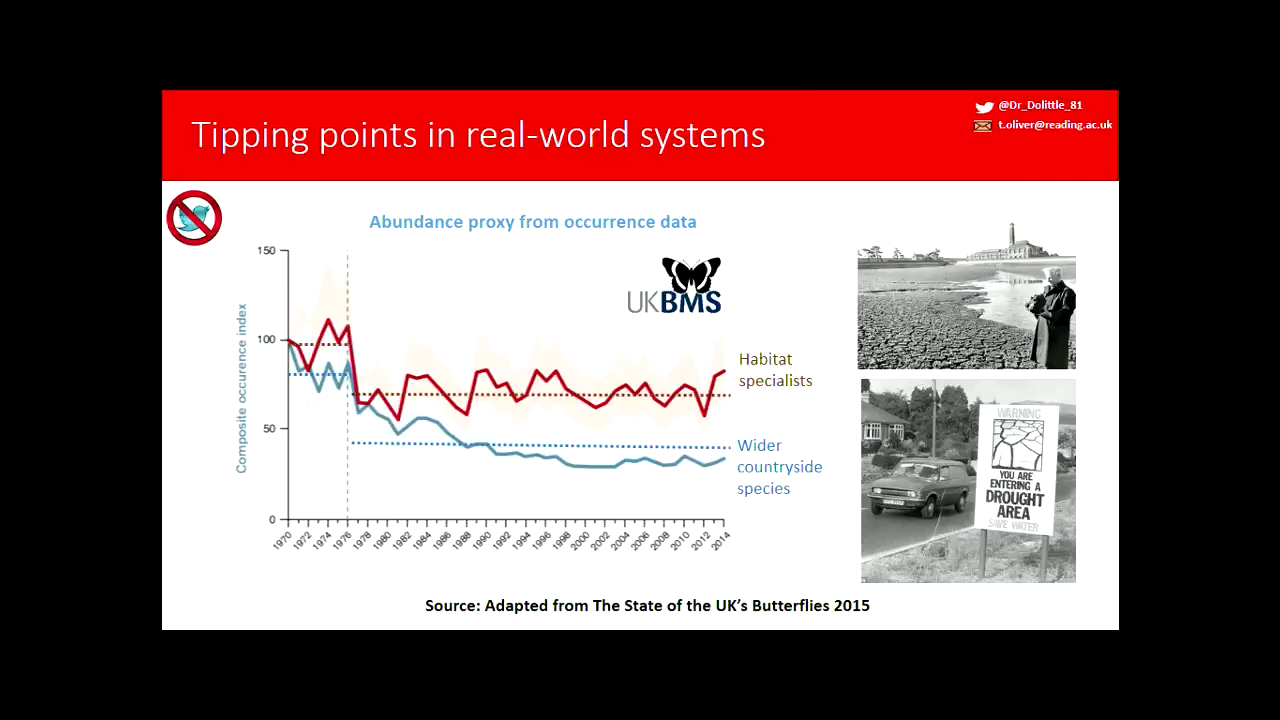 Tipping points in real-world systems
@Dr_Dolittle_81
t.oliver@reading.ac.uk
Abundance proxy from occurrence data
Composite occurence index
150
100
50
0
1970
1972
1974
1976
1978
1980
1982
1984
1986
1988
1990
1992
1994
1996
1998
2000
2002
2004
2006
2008
2010
2012
2014
UKBMS
Habitat
specialists
Wider
countryside
species
WARNING
YOU ARE
ENTERING A
DROUGHT
AREA
SAVE WATER
Source: Adapted from The State of the UK's Butterflies 2015